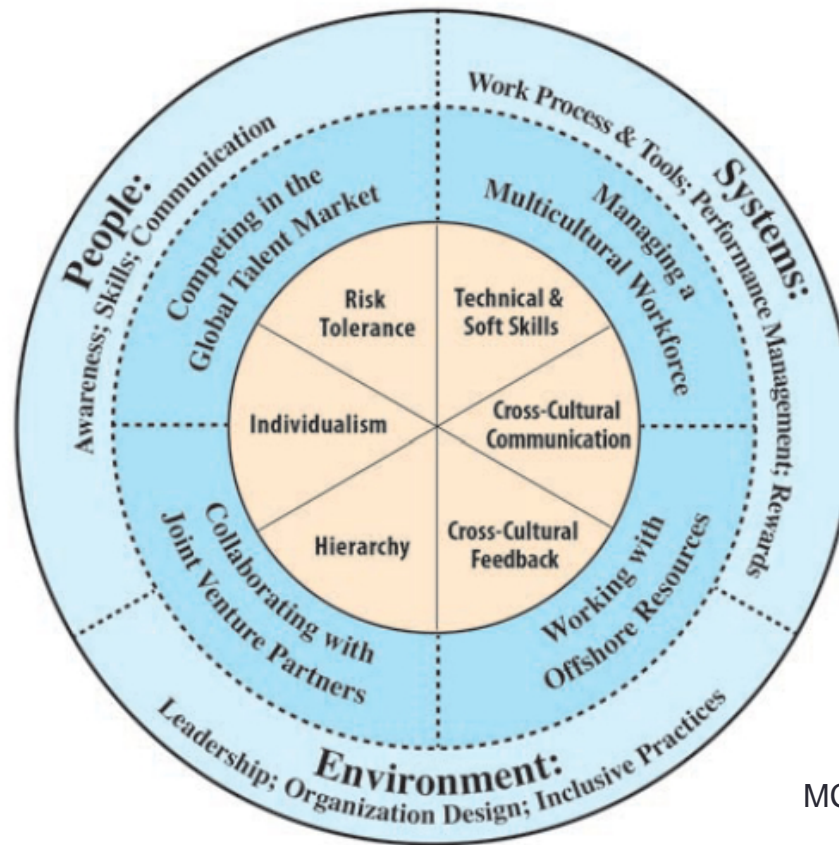 People:
Awareness; Skills; Communication
Systems:
Work Process & Tools; Performance Management; Rewards
Environment:
Leadership; Organization Design; Inclusive Practices
Competing in the
Global Talent Market
Managing a
Multicultural Workforce
Collaborating with
Joint Venture Partners
Working with
Offshore Resources
Risk
Tolerance
Technical &
Soft Skills
Individualism
Cross-Cultural
Communication
Hierarchy
Cross-Cultural
Feedback